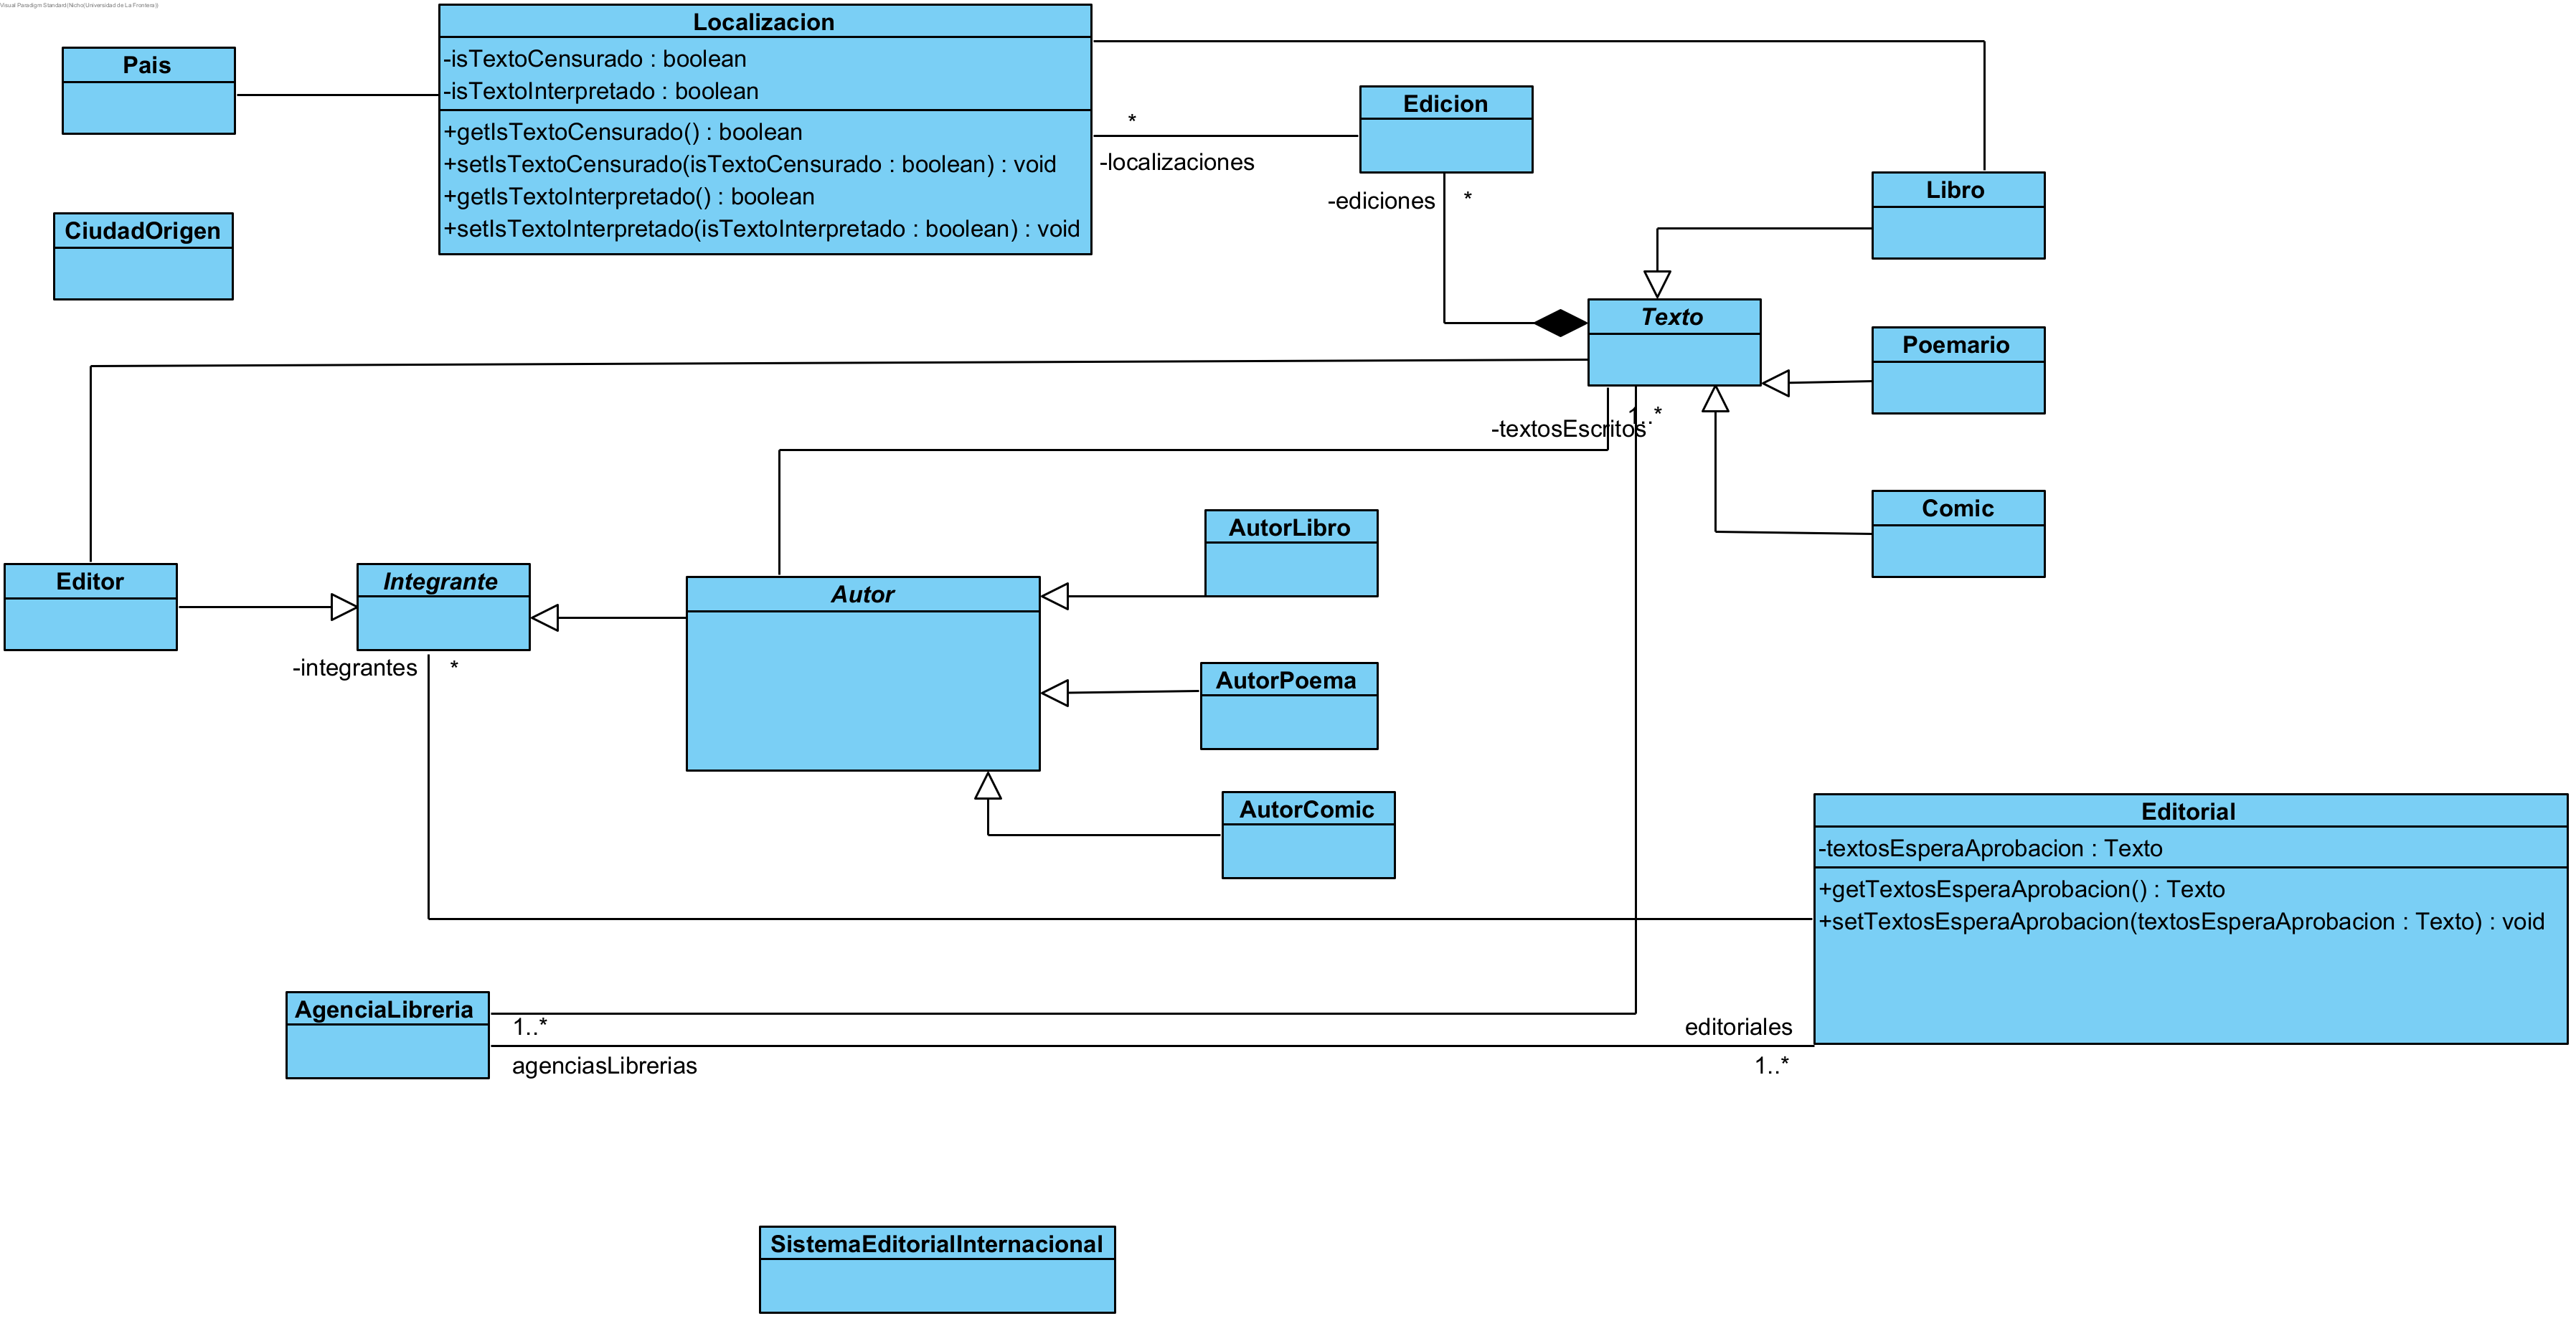 Visual Paradigm Standard(Nicho(Universidad de La Frontera))
Localizacion
-isTextoCensurado : boolean
-isTextoInterpretado : boolean
+getIsTextoCensurado() : boolean
+setIsTextoCensurado(isTextoCensurado : boolean) : void
+getIsTextoInterpretado() : boolean
+setIsTextoInterpretado(isTextoInterpretado : boolean) : void
Pais
CiudadOrigen
*
-localizaciones
Edicion
-ediciones *
Libro
Texto
Poemario
1..*
-textosEscritos
Comic
AutorLibro
Editor
Integrante
Autor
-integrantes *
AutorPoema
AutorComic
Editorial
-textosEsperaAprobacion : Texto
+getTextosEsperaAprobacion() : Texto
+setTextosEsperaAprobacion(textosEsperaAprobacion : Texto) : void
AgenciaLibreria
1..*
agenciasLibrerias
editoriales
1..*
SistemaEditorialInternacional